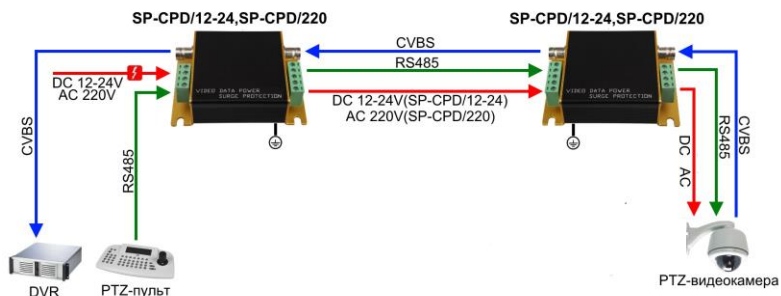 SP-CPD/12-24,SP-CPD/220
SP-CPD/12-24,SP-CPD/220
CVBS
RS485
DC 12-24V
AC 220V
VIDEO DATA POWER
SURGE PROTECTION
DC 12-24V(SP-CPD/12-24)
AC 220V(SP-CPD/220)
VIDEO DATA POWER
SURGE PROTECTION
CVBS
RS485
DC AC
RS485
CVBS
DVR
PTZ-пульт
PTZ-видеокамера